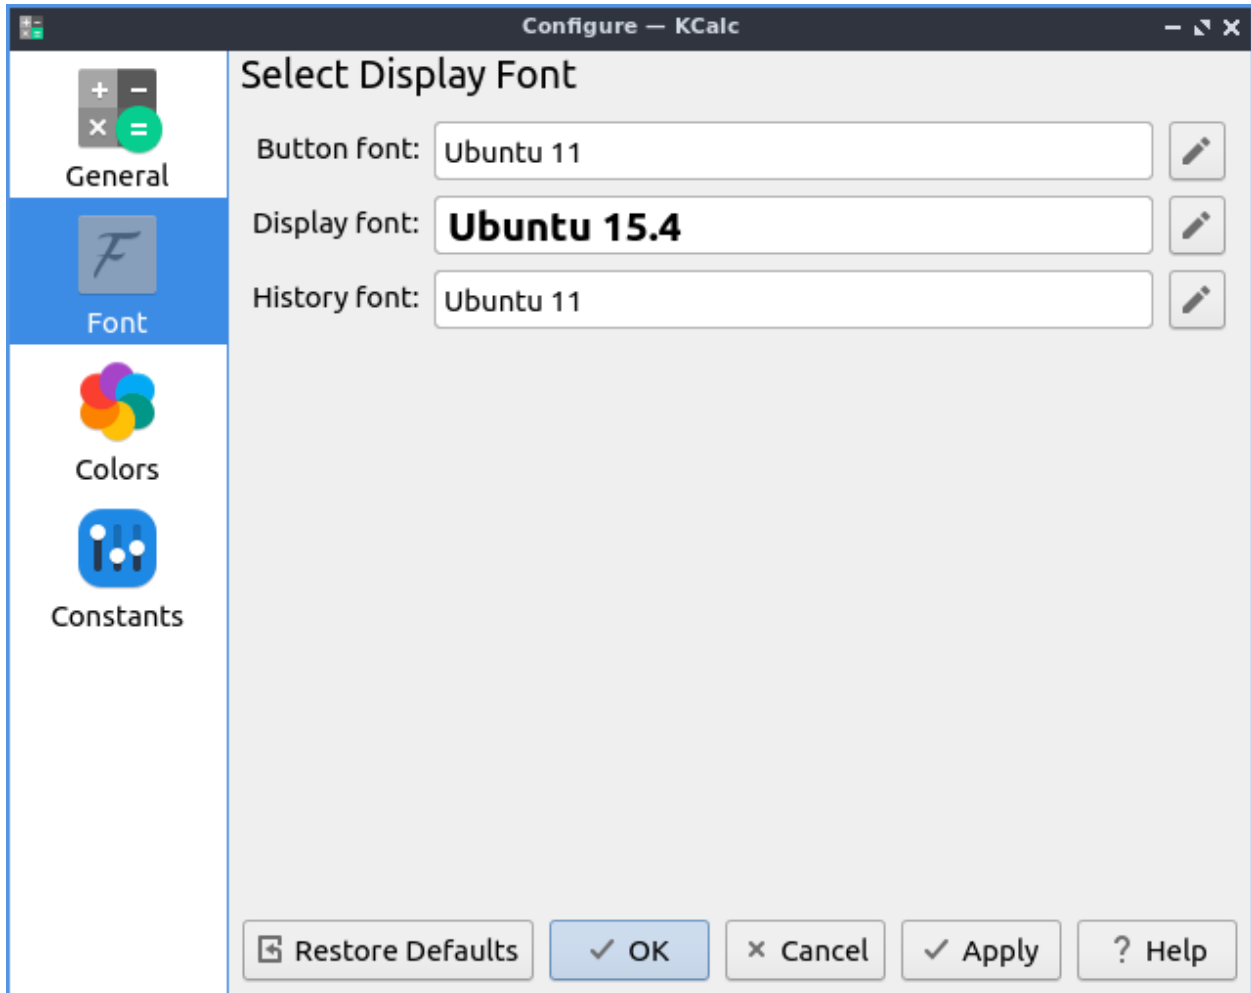 Configure — KCalc
General
Font
Colors
Constants
Select Display Font
Button font: Ubuntu 11
Display font: Ubuntu 15.4
History font: Ubuntu 11
Restore Defaults OK Cancel Apply ? Help